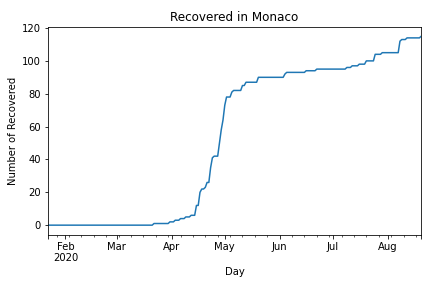 Recovered in Monaco
Number of Recovered
120
100
80
60
40
20
0
Feb
2020
Mar
Apr
May
Jun
Jul
Aug
Day